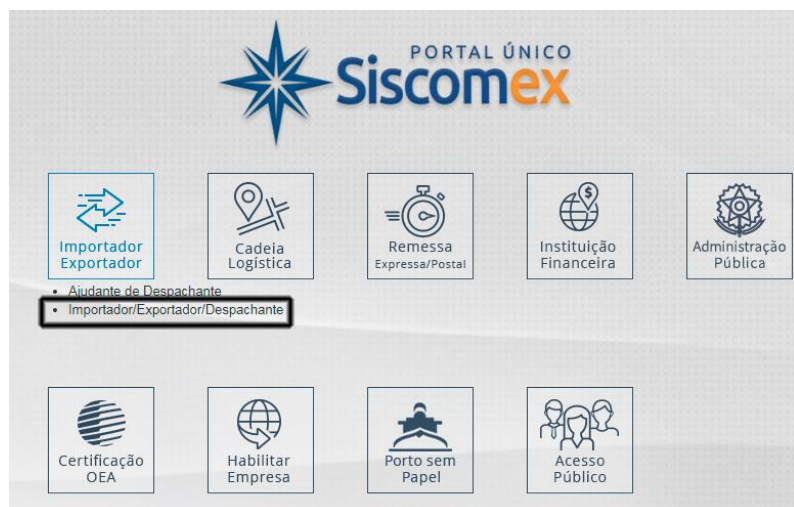 PORTAL ÚNICO
Siscomex
Importador
Exportador
Cadeia
Logística
Remessa
Expressa/Postal
Instituição
Financeira
Administração
Pública
• Ajudante de Despachante
• Importador/Exportador/Despachante
Certificação
OEA
Habilitar
Empresa
Porto sem
Papel
Acesso
Público